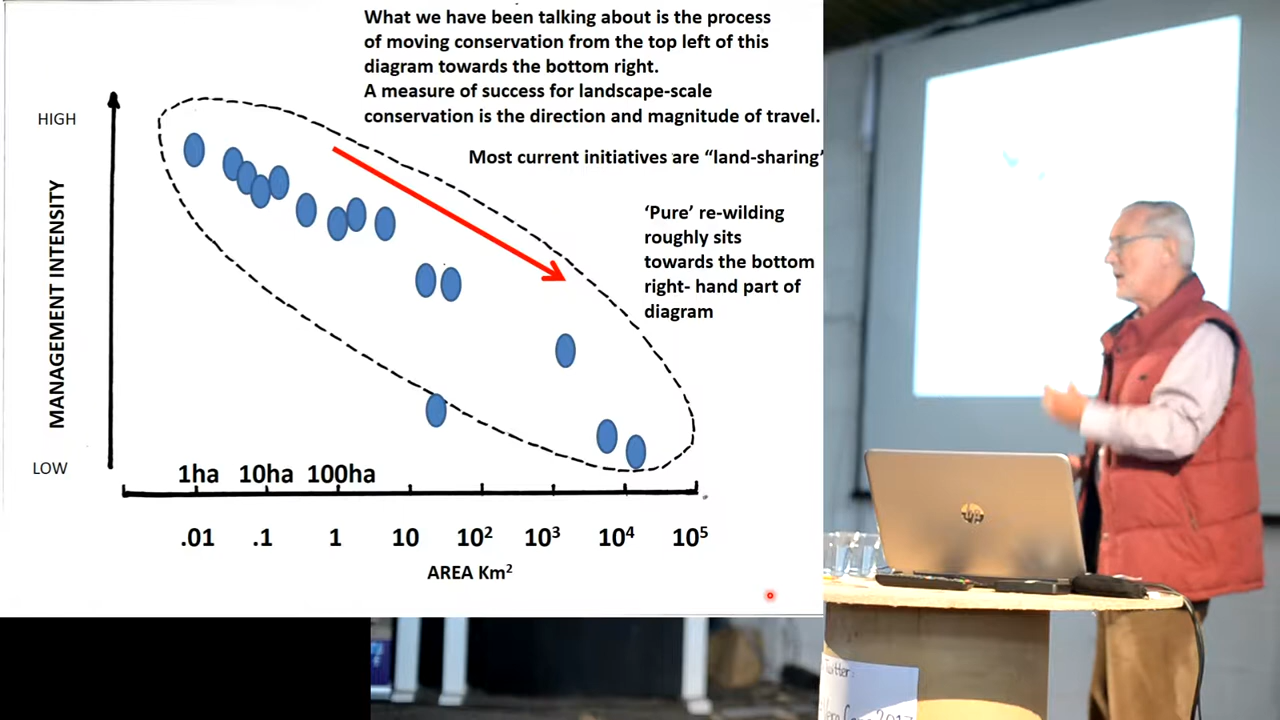 What we have been talking about is the process
of moving conservation from the top left of this
diagram towards the bottom right.
A measure of success for landscape-scale
conservation is the direction and magnitude of travel.
Most current initiatives are “land-sharing’
‘Pure’ re-wilding
roughly sits
towards the bottom
right- hand part of
diagram
HIGH
MANAGEMENT INTENSITY
LOW
1ha 10ha 100ha
.01 .1 1 10 10² 10³ 10⁴ 10⁵
AREA Km²
hp
Twitter: